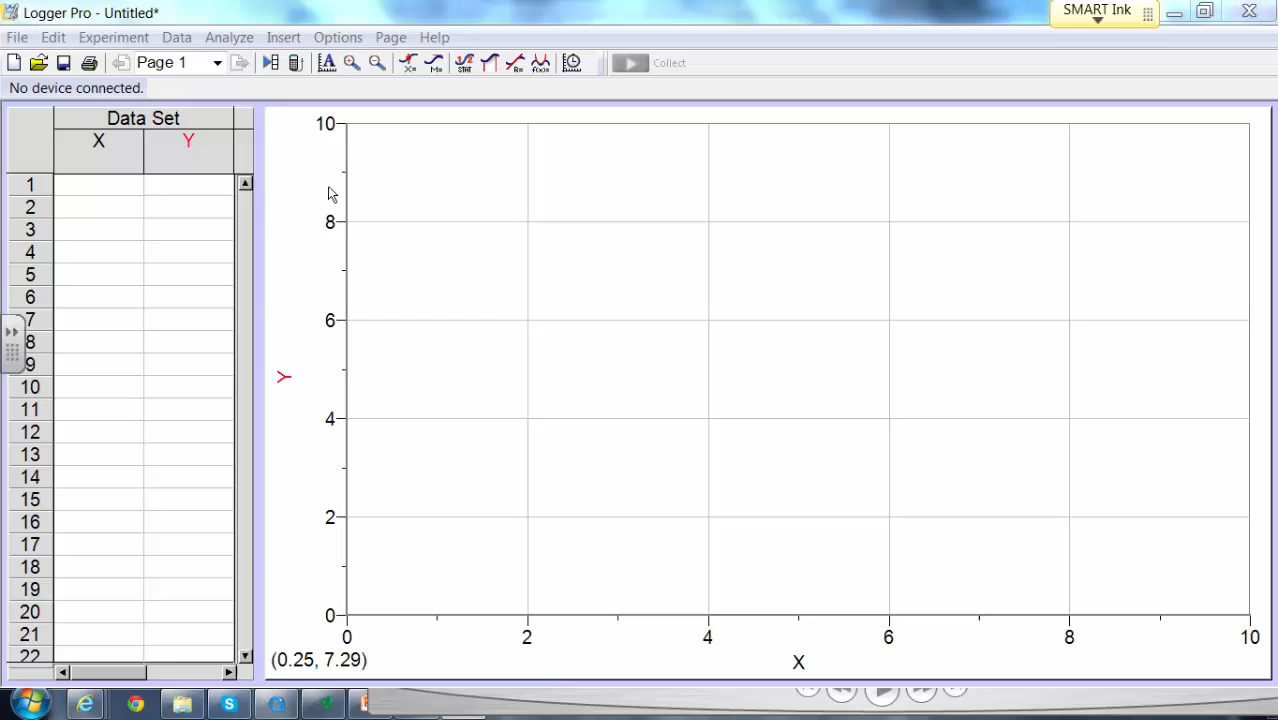 Logger Pro - Untitled*
SMART Ink
File Edit Experiment Data Analyze Insert Options Page Help
Page 1
X=
M=
STAT
R=
f(x)=
Collect
No device connected.
Data Set
X Y
1
2
3
4
5
6
7
8
9
10
11
12
13
14
15
16
17
18
19
20
21
22
10
8
6
4
2
0
Y
0 2 4 6 8 10
(0.25, 7.29)
X